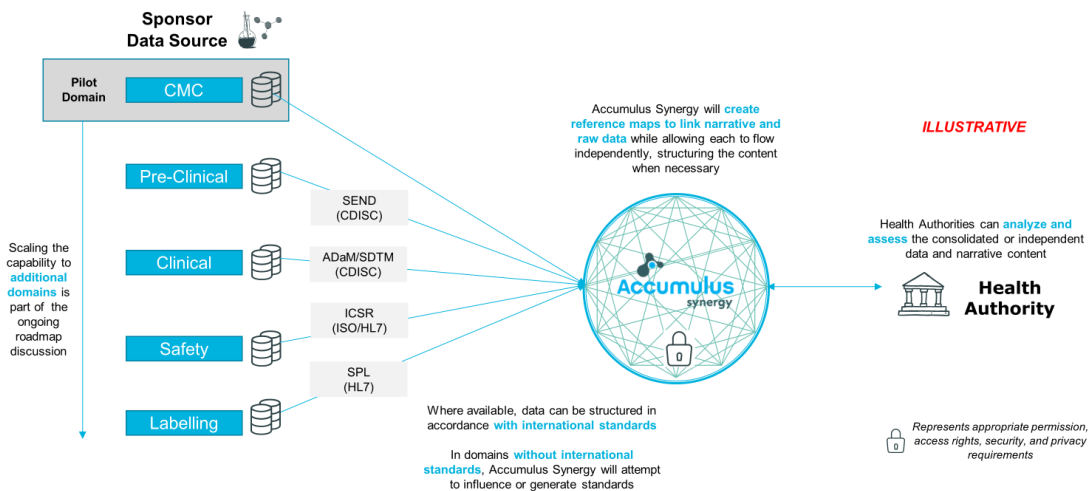 Sponsor
Data Source
Pilot
Domain
CMC
Pre-Clinical
Clinical
Safety
Labelling
Scaling the
capability to
additional
domains is
part of the
ongoing
roadmap
discussion
SEND
(CDISC)
ADaM/SDTM
(CDISC)
ICSR
(ISO/HL7)
SPL
(HL7)
Accumulus Synergy will create
reference maps to link narrative and
raw data while allowing each to flow
independently, structuring the content
when necessary
Accumulus
synergy
Where available, data can be structured in
accordance with international standards
In domains without international
standards, Accumulus Synergy will attempt
to influence or generate standards
ILLUSTRATIVE
Health Authorities can analyze and
assess the consolidated or independent
data and narrative content
Health
Authority
Represents appropriate permission,
access rights, security, and privacy
requirements